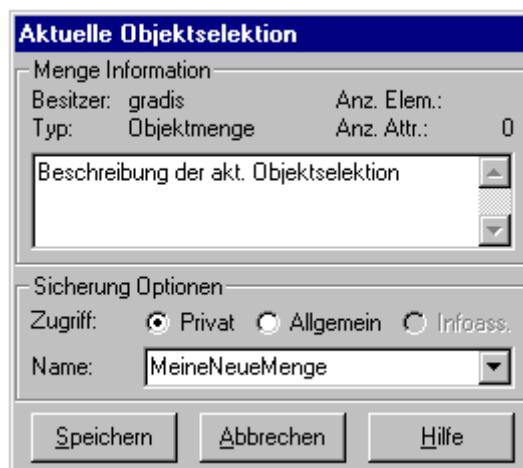 Aktuelle Objektselektion
Menge Information
Besitzer: gradis Anz. Elem.:
Typ: Objektmenge Anz. Attr.: 0
Beschreibung der akt. Objektselektion
Sicherung Optionen
Zugriff: Privat Allgemein Infoass.
Name: MeineNeueMenge
Speichern Abbrechen Hilfe